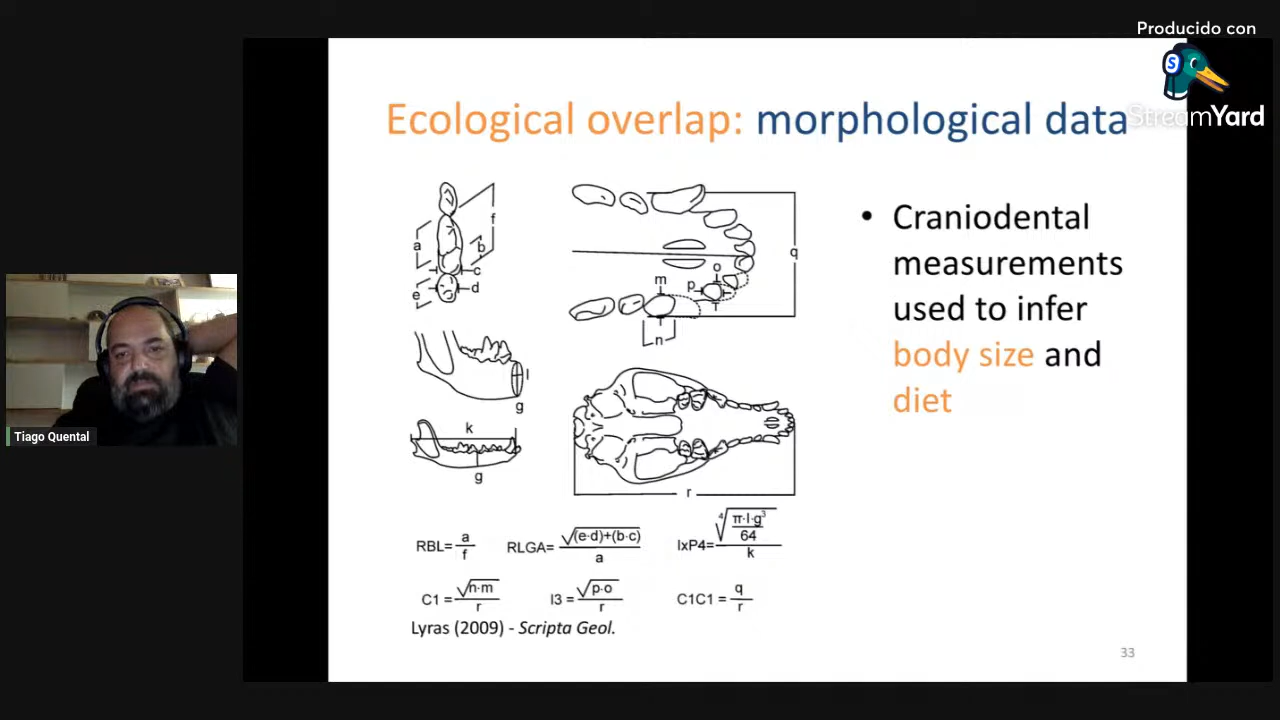 Producido con
StreamYard
Ecological overlap: morphological data
f
a
b
c
e
d
q
o
m
p
n
l
g
k
g
r
• Craniodental
measurements
used to infer
body size and
diet
RBL= a/f
RLGA= √(e·d)+(b·c)/a
IxP4= ⁴√π·l·g³/64/k
C1 = √n·m/r
I3 = √p·o/r
C1C1 = q/r
Lyras (2009) - Scripta Geol.
33
Tiago Quental